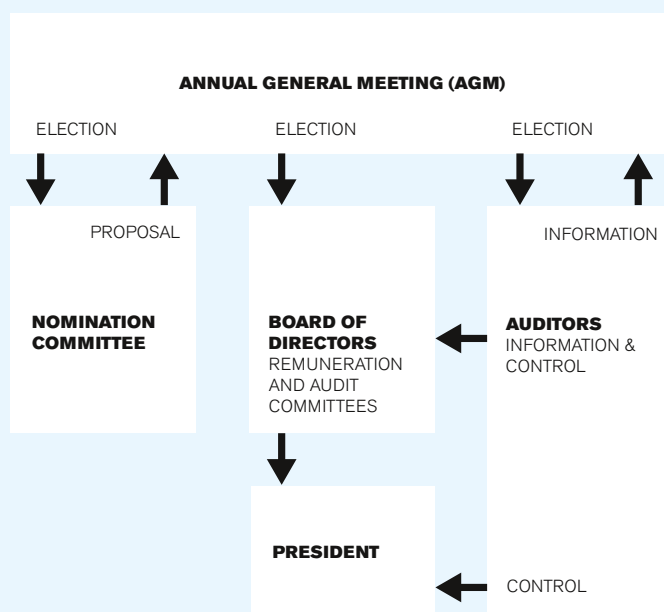 ANNUAL GENERAL MEETING (AGM)
ELECTION
ELECTION
ELECTION
PROPOSAL
INFORMATION
NOMINATION
COMMITTEE
BOARD OF
DIRECTORS
REMUNERATION
AND AUDIT
COMMITTEES
AUDITORS
INFORMATION &
CONTROL
PRESIDENT
CONTROL